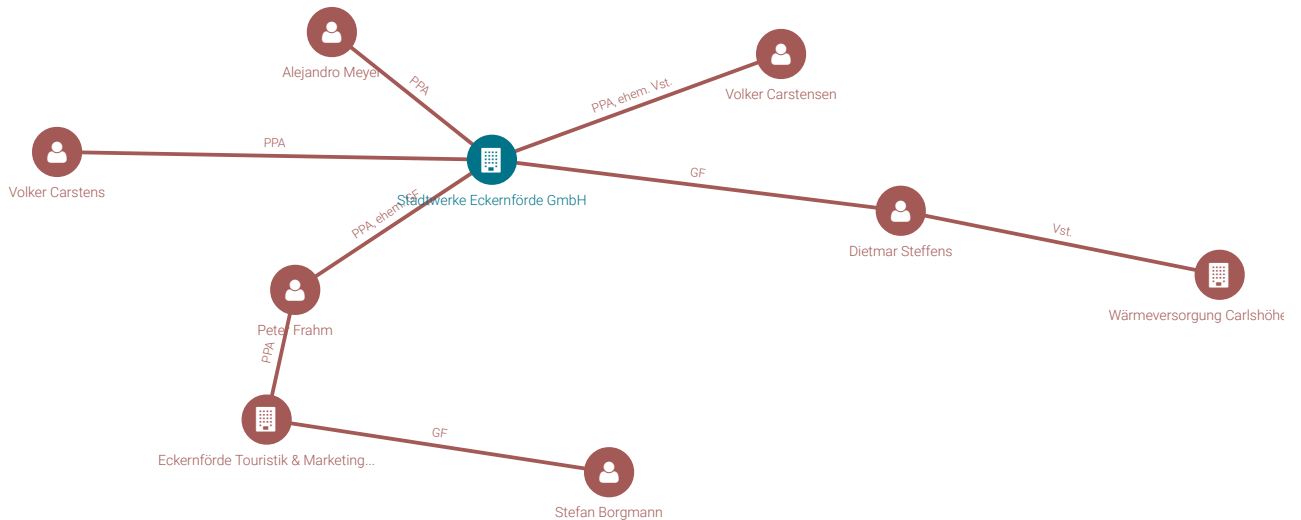 Alejandro Meyer
PPA
PPA, ehem. Vst.
Volker Carstensen
PPA
Volker Carstens
Stadtwerke Eckernförde GmbH
GF
PPA, ehem. GF
Dietmar Steffens
Vst.
Wärmeversorgung Carlshöhe
Peter Frahm
PPA
Eckernförde Touristik & Marketing...
GF
Stefan Borgmann